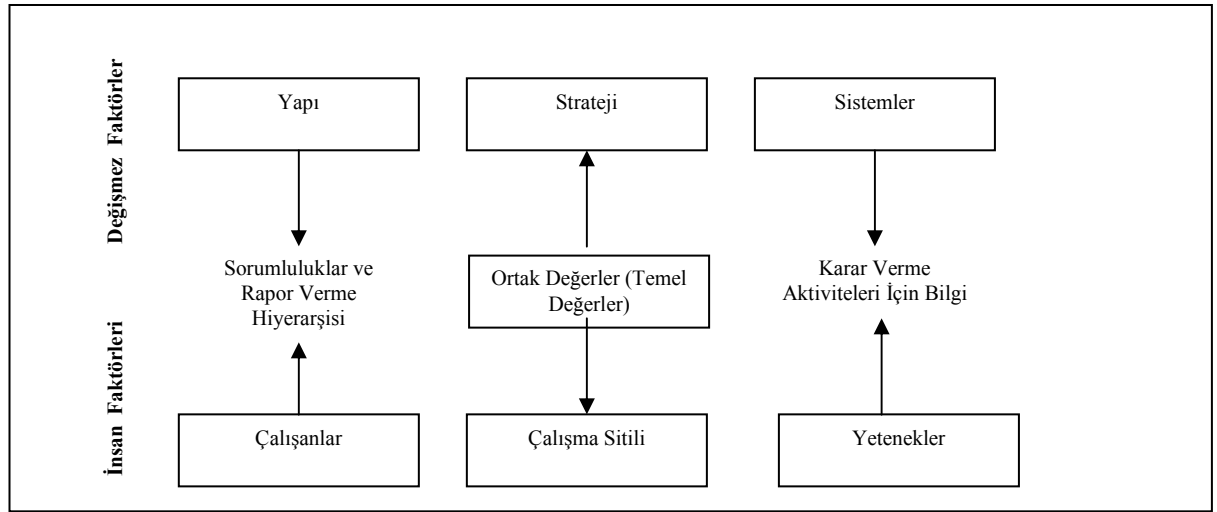 Değişmez Faktörler
Yapı
Strateji
Sistemler
Sorumluluklar ve
Rapor Verme
Hiyerarşisi
Ortak Değerler (Temel
Değerler)
Karar Verme
Aktiviteleri İçin Bilgi
İnsan Faktörleri
Çalışanlar
Çalışma Sitili
Yetenekler